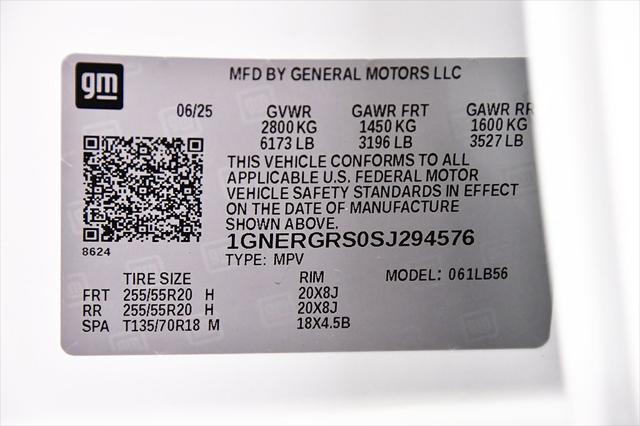 gm
MFD BY GENERAL MOTORS LLC
06/25 GVWR GAWR FRT GAWR RR
2800 KG 1450 KG 1600 KG
6173 LB 3196 LB 3527 LB
THIS VEHICLE CONFORMS TO ALL
APPLICABLE U.S. FEDERAL MOTOR
VEHICLE SAFETY STANDARDS IN EFFECT
ON THE DATE OF MANUFACTURE
SHOWN ABOVE.
8624
1GNERGRS0SJ294576
TYPE: MPV
TIRE SIZE RIM MODEL: 061LB56
FRT 255/55R20 H 20X8J
RR 255/55R20 H 20X8J
SPA T135/70R18 M 18X4.5B